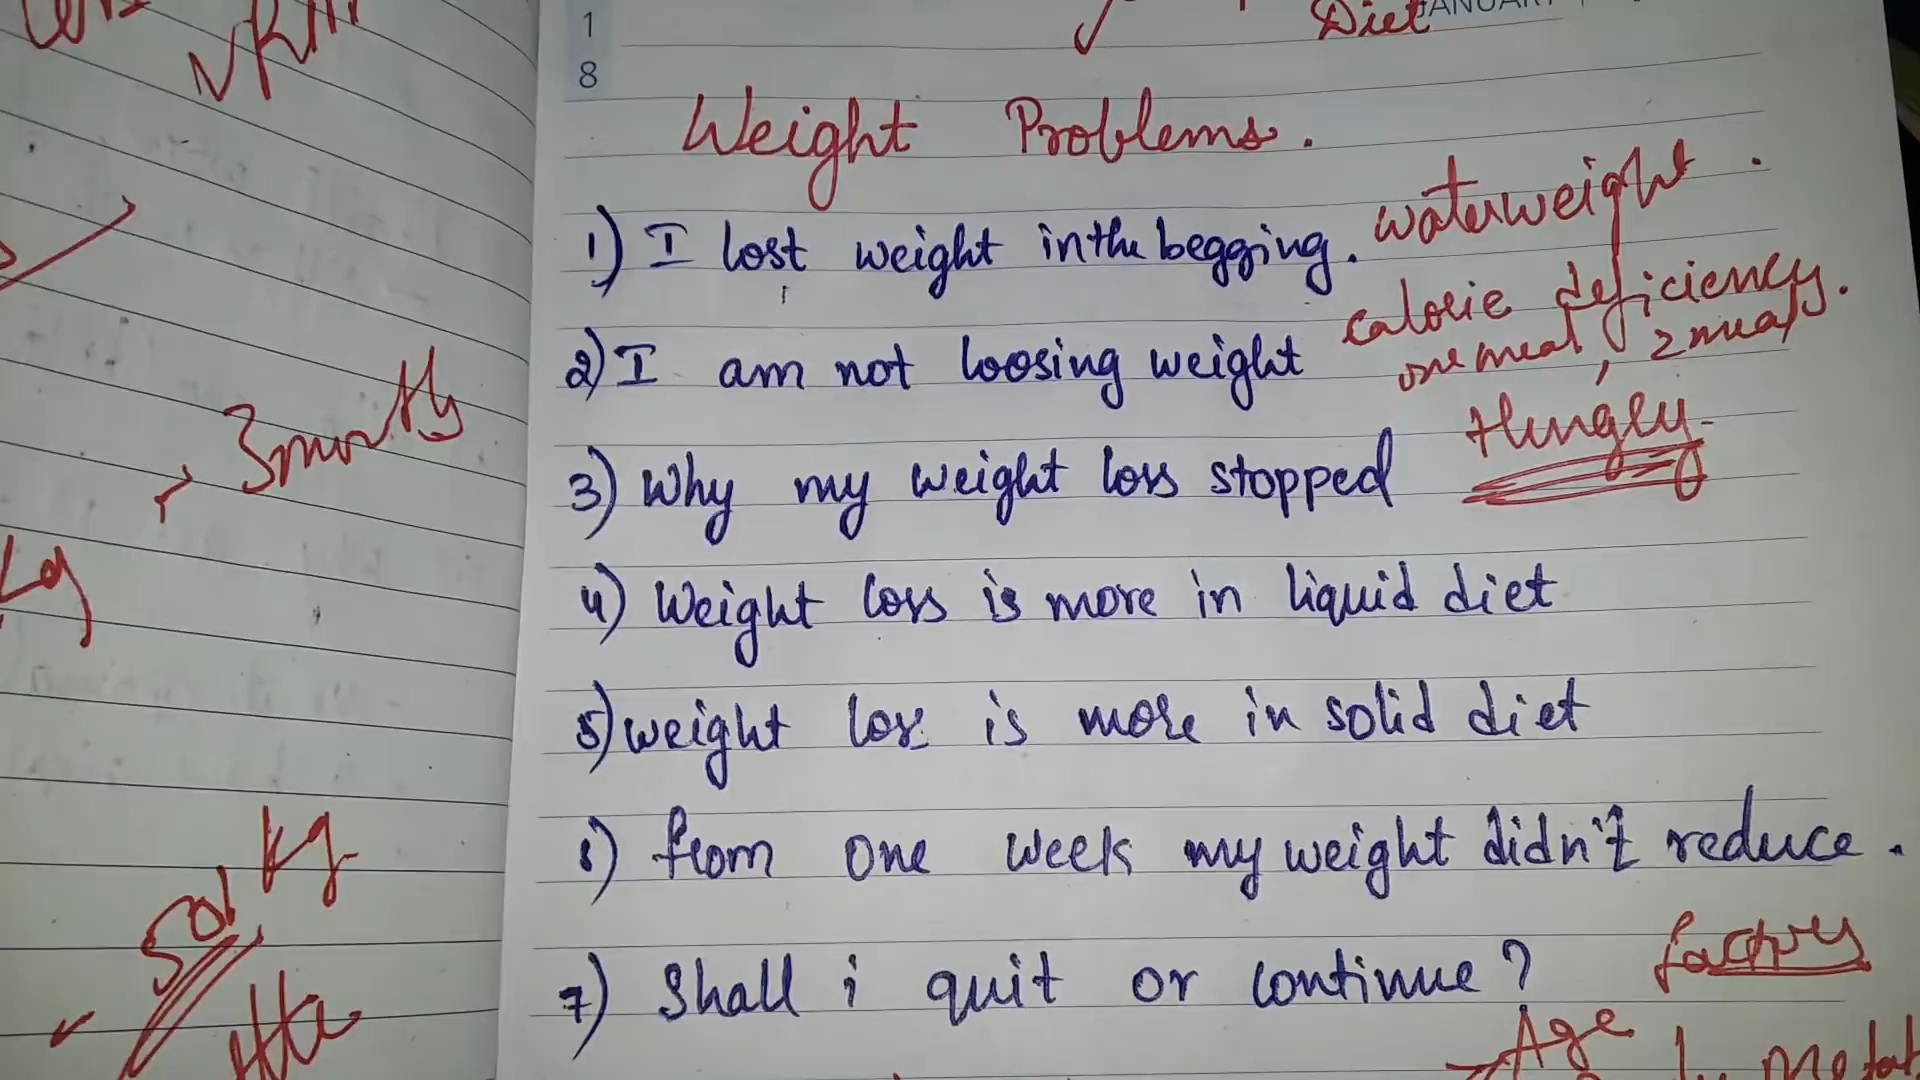 3 months
50l kg
1
8
Diet
JANUARY
Weight Problems.
1) I lost weight in the begging. waterweight.
calorie deficiency.
2) I am not loosing weight one meal, 2 meals
3) Why my weight loss stopped Hungry
4) Weight loss is more in liquid diet
5) weight loss is more in solid diet
6) from one week my weight didn't reduce.
7) Shall i quit or continue? factors
Age